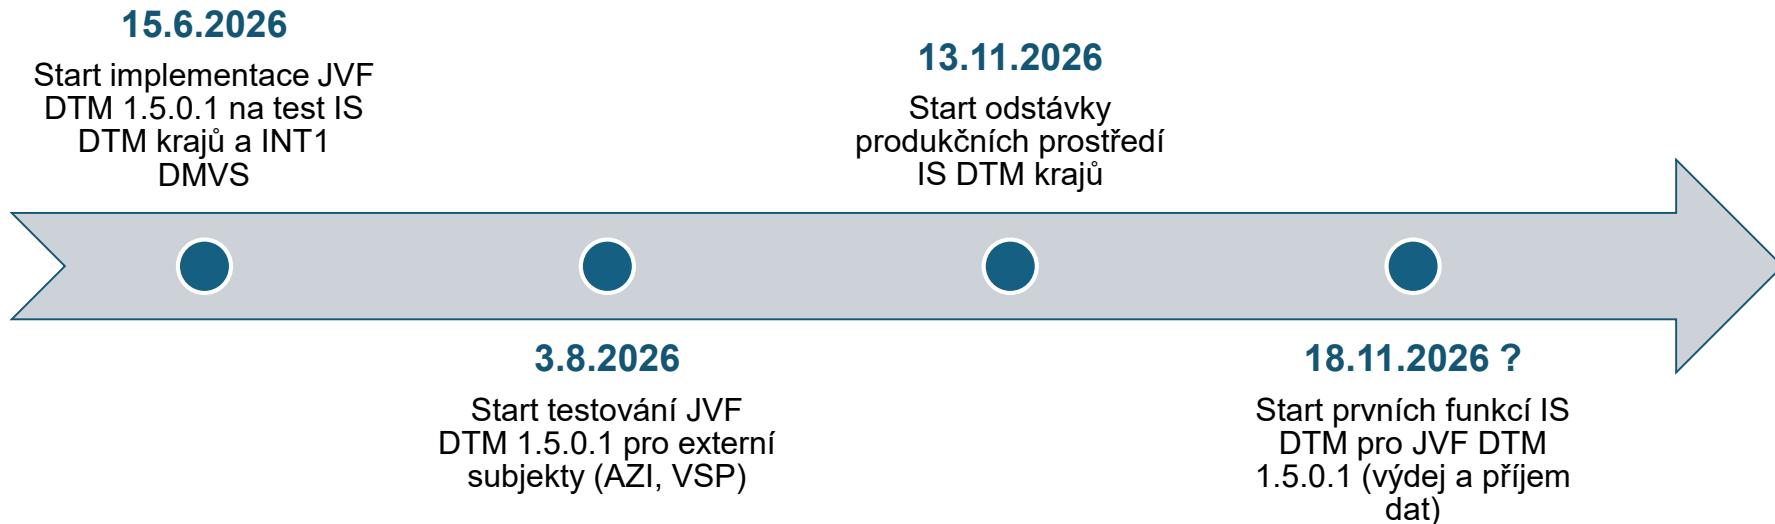 15.6.2026
Start implementace JVF
DTM 1.5.0.1 na test IS
DTM krajů a INT1
DMVS
3.8.2026
Start testování JVF
DTM 1.5.0.1 pro externí
subjekty (AZI, VSP)
13.11.2026
Start odstávky
produkčních prostředí
IS DTM krajů
18.11.2026 ?
Start prvních funkcí IS
DTM pro JVF DTM
1.5.0.1 (výdej a příjem
dat)